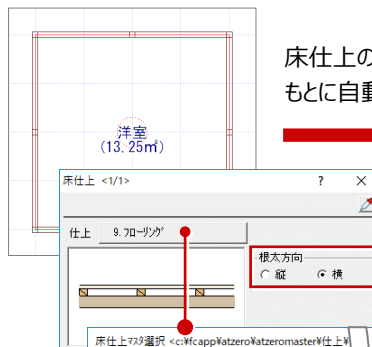 床仕上の
もとに自動
洋室
(13.25㎡)
床仕上 <1/1>
? ×
仕上 9.フローリング
根太方向
縦 横
床仕上マスタ選択 <c:¥fcapp¥atzero¥atzeromaster¥仕上¥